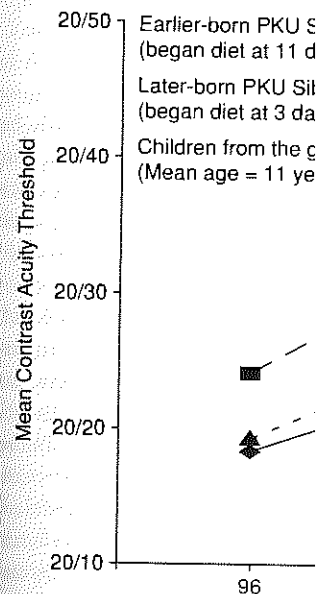 20/50
Earlier-born PKU S
(began diet at 11 d
Later-born PKU Sib
(began diet at 3 da
20/40
Children from the g
(Mean age = 11 ye
Mean Contrast Acuity Threshold
20/30
20/20
20/10
96